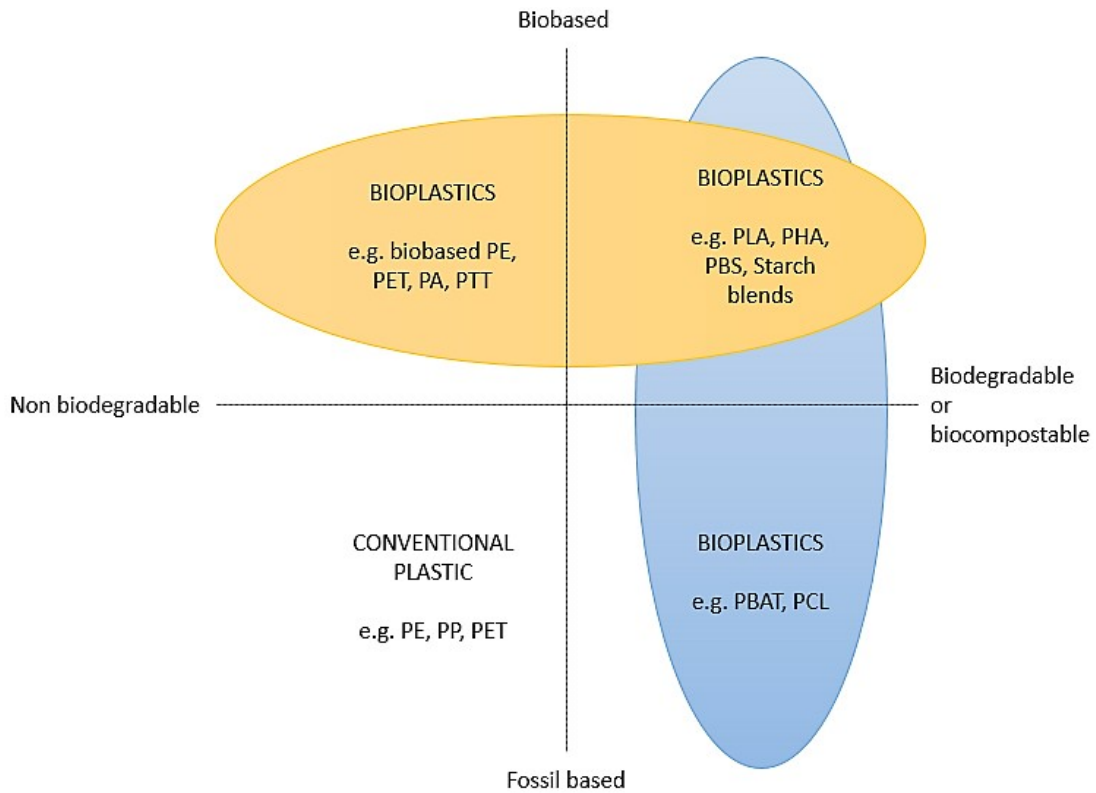 Biobased
BIOPLASTICS
e.g. biobased PE,
PET, PA, PTT
BIOPLASTICS
e.g. PLA, PHA,
PBS, Starch
blends
Non biodegradable
Biodegradable
or
biocompostable
CONVENTIONAL
PLASTIC
e.g. PE, PP, PET
BIOPLASTICS
e.g. PBAT, PCL
Fossil based